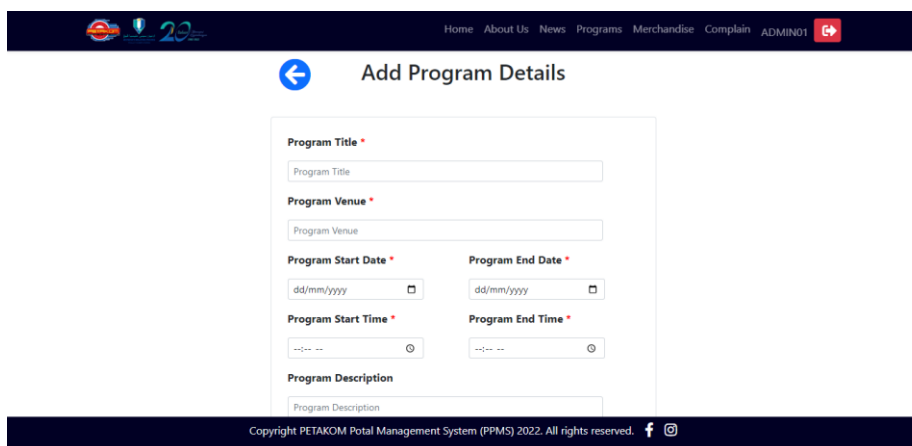 20
Home About Us News Programs Merchandise Complain ADMIN01
Add Program Details
Program Title *
Program Title
Program Venue *
Program Venue
Program Start Date * Program End Date *
dd/mm/yyyy dd/mm/yyyy
Program Start Time * Program End Time *
--:-- -- --:-- --
Program Description
Program Description
Copyright PETAKOM Potal Management System (PPMS) 2022. All rights reserved.